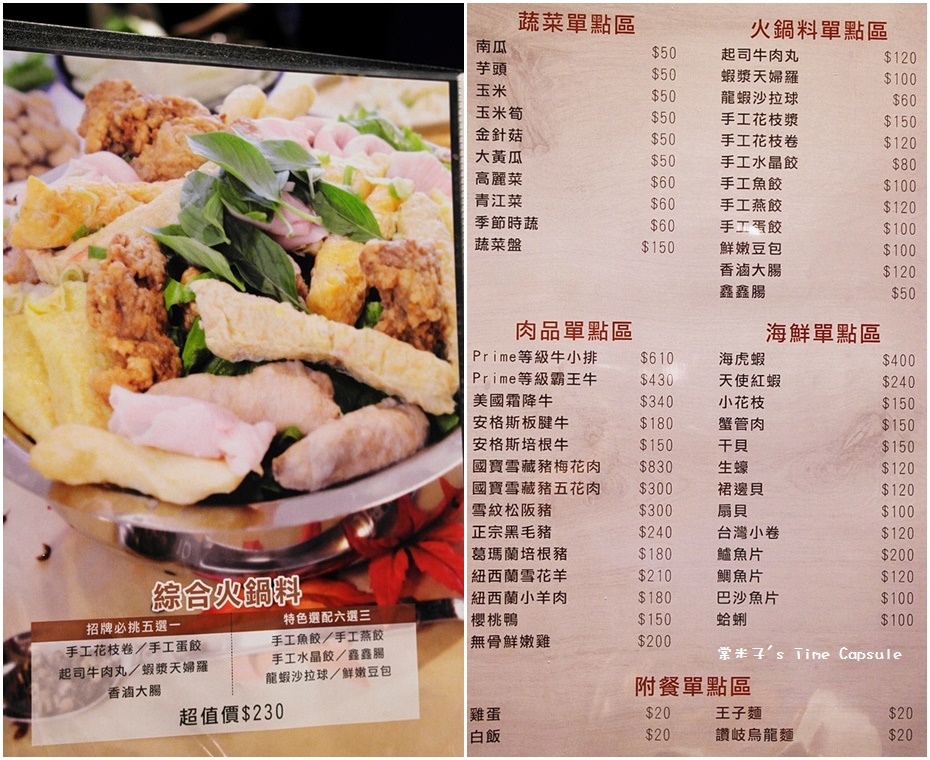 綜合火鍋料
招牌必挑五選一
手工花枝卷／手工蛋餃
起司牛肉丸／蝦漿天婦羅
香滷大腸
特色選配六選三
手工魚餃／手工燕餃
手工水晶餃／鑫鑫腸
龍蝦沙拉球／鮮嫩豆包
超值價$230
蔬菜單點區
南瓜 $50
芋頭 $50
玉米 $50
玉米筍 $50
金針菇 $50
大黃瓜 $50
高麗菜 $60
青江菜 $60
季節時蔬 $60
蔬菜盤 $150
火鍋料單點區
起司牛肉丸 $120
蝦漿天婦羅 $100
龍蝦沙拉球 $60
手工花枝漿 $150
手工花枝卷 $120
手工水晶餃 $80
手工魚餃 $100
手工燕餃 $120
手工蛋餃 $100
鮮嫩豆包 $100
香滷大腸 $120
鑫鑫腸 $50
肉品單點區
Prime等級牛小排 $610
Prime等級霸王牛 $430
美國霜降牛 $340
安格斯板腱牛 $180
安格斯培根牛 $150
國寶雪藏豬梅花肉 $830
國寶雪藏豬五花肉 $300
雪紋松阪豬 $300
正宗黑毛豬 $240
葛瑪蘭培根豬 $180
紐西蘭雪花羊 $210
紐西蘭小羊肉 $180
櫻桃鴨 $150
無骨鮮嫩雞 $200
海鮮單點區
海虎蝦 $400
天使紅蝦 $240
小花枝 $150
蟹管肉 $150
干貝 $150
生蠔 $120
裙邊貝 $120
扇貝 $100
台灣小卷 $120
鱸魚片 $200
鯛魚片 $120
巴沙魚片 $100
蛤蜊 $100
掌半子's Time Capsule
附餐單點區
雞蛋 $20
白飯 $20
王子麵 $20
讚岐烏龍麵 $20